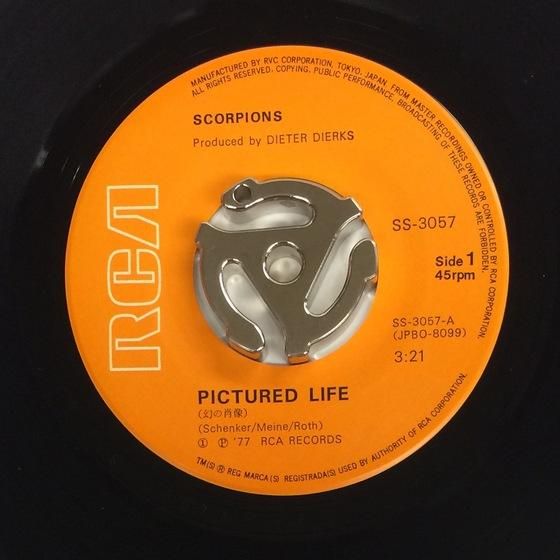 MANUFACTURED BY RVC CORPORATION, TOKYO, JAPAN FROM MASTER RECORDINGS OWNED OR CONTROLLED BY RCA CORPORATION.
ALL RIGHTS RESERVED. COPYING, PUBLIC PERFORMANCE, BROADCASTING OF THESE RECORDS ARE FORBIDDEN.
SCORPIONS
Produced by DIETER DIERKS
RCA
SS-3057
Side 1
45rpm
SS-3057-A
(JPBO-8099)
3:21
PICTURED LIFE
(幻の肖像)
(Schenker/Meine/Roth)
① ℗ '77 RCA RECORDS
TM(S) ® REG MARCA(S) REGISTRADA(S) USED BY AUTHORITY OF RCA CORPORATION.